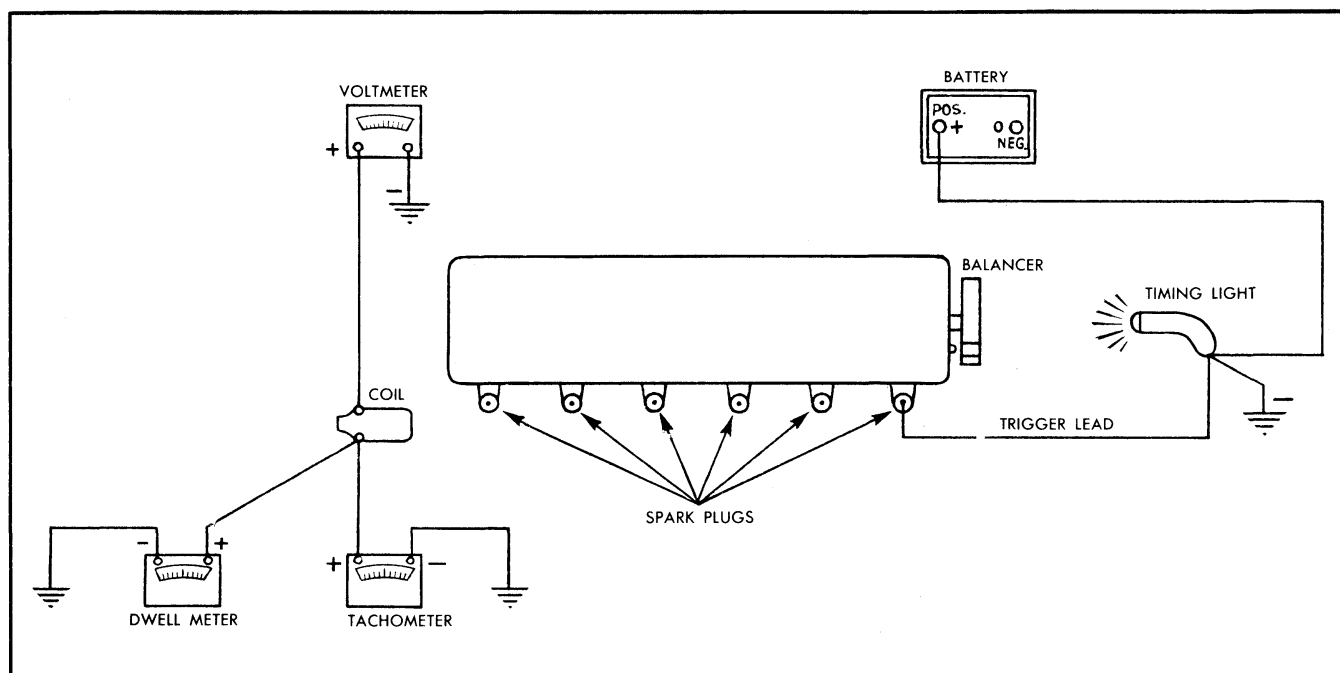 VOLTMETER
+
−
BATTERY
POS.
+
O
NEG.
BALANCER
TIMING LIGHT
−
COIL
TRIGGER LEAD
SPARK PLUGS
- +
DWELL METER
+ −
TACHOMETER